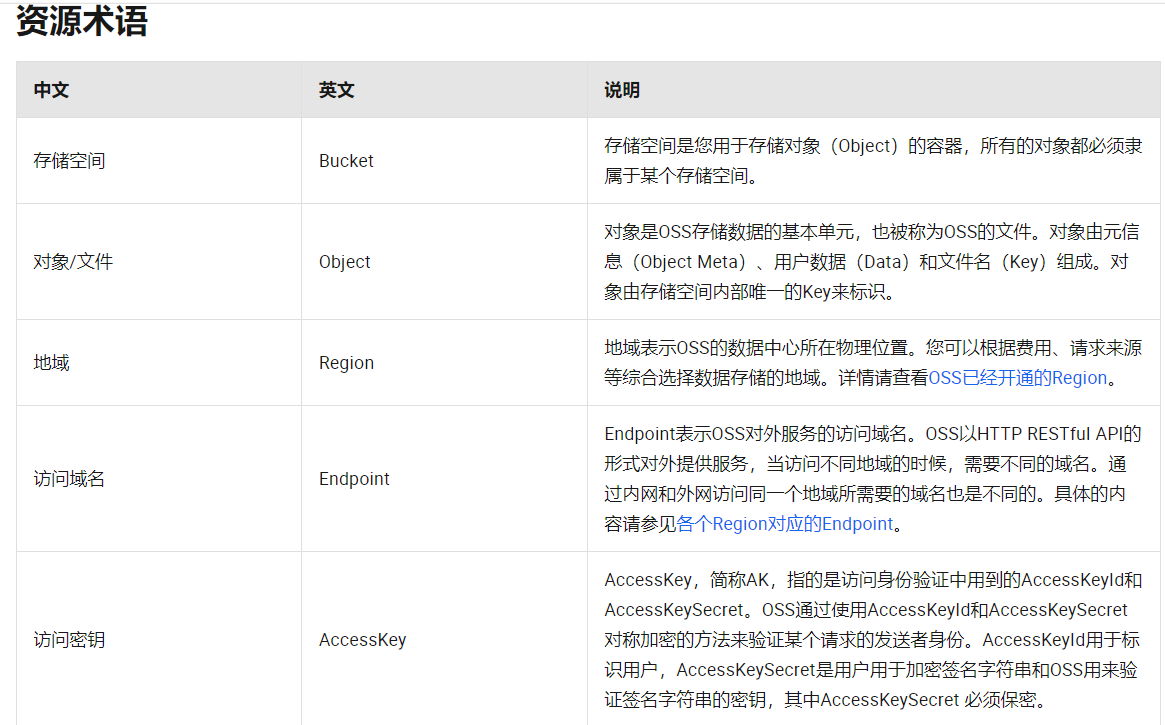 资源术语
中文 英文 说明
存储空间 Bucket 存储空间是您用于存储对象（Object）的容器，所有的对象都必须隶
属于某个存储空间。
对象/文件 Object 对象是OSS存储数据的基本单元，也被称为OSS的文件。对象由元信
息（Object Meta）、用户数据（Data）和文件名（Key）组成。对
象由存储空间内部唯一的Key来标识。
地域 Region 地域表示OSS的数据中心所在物理位置。您可以根据费用、请求来源
等综合选择数据存储的地域。详情请查看OSS已经开通的Region。
访问域名 Endpoint Endpoint表示OSS对外服务的访问域名。OSS以HTTP RESTful API的
形式对外提供服务，当访问不同地域的时候，需要不同的域名。通
过内网和外网访问同一个地域所需要的域名也是不同的。具体的内
容请参见各个Region对应的Endpoint。
访问密钥 AccessKey AccessKey，简称AK，指的是访问身份验证中用到的AccessKeyId和
AccessKeySecret。OSS通过使用AccessKeyId和AccessKeySecret
对称加密的方法来验证某个请求的发送者身份。AccessKeyId用于标
识用户，AccessKeySecret是用户用于加密签名字符串和OSS用来验
证签名字符串的密钥，其中AccessKeySecret 必须保密。